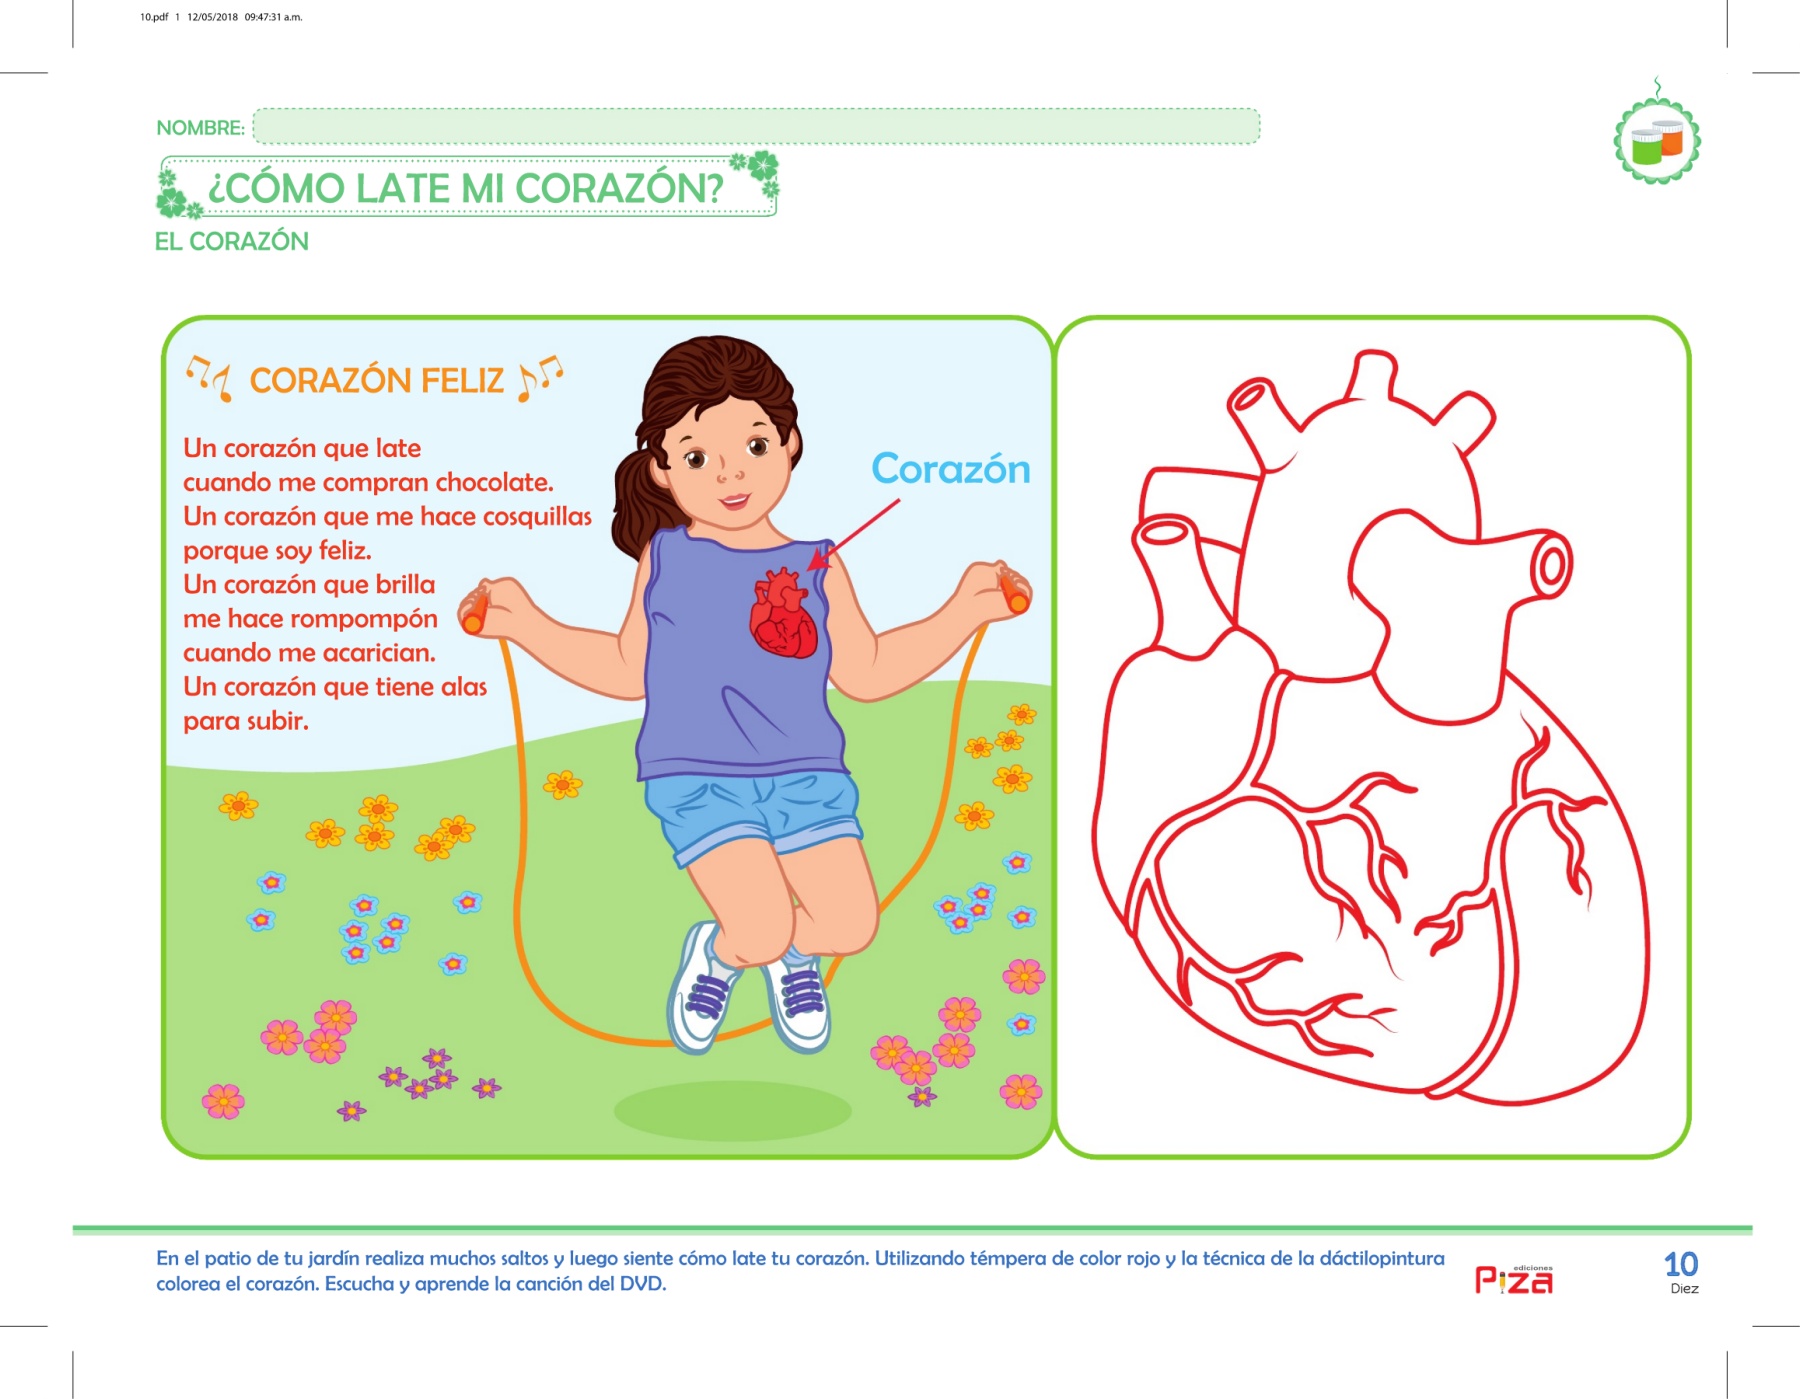 10.pdf 1 12/05/2018 09:47:31 a.m.
NOMBRE:
¿CÓMO LATE MI CORAZÓN?
EL CORAZÓN
CORAZÓN FELIZ
Un corazón que late
cuando me compran chocolate.
Un corazón que me hace cosquillas
porque soy feliz.
Un corazón que brilla
me hace rompompón
cuando me acarician.
Un corazón que tiene alas
para subir.
Corazón
En el patio de tu jardín realiza muchos saltos y luego siente cómo late tu corazón. Utilizando témpera de color rojo y la técnica de la dáctilopintura
colorea el corazón. Escucha y aprende la canción del DVD.
ediciones
Piza
10
Diez